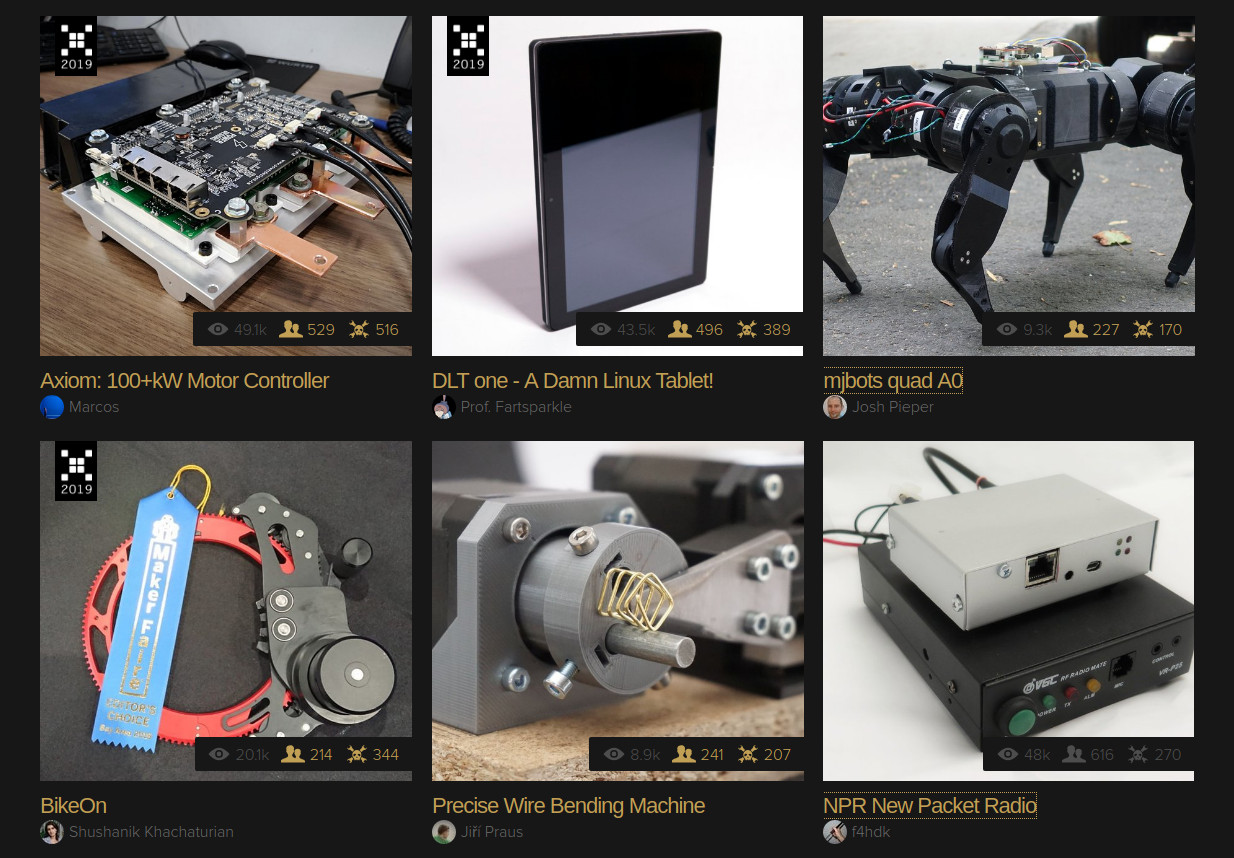 2019
49.1k 529 516
Axiom: 100+kW Motor Controller
Marcos
2019
43.5k 496 389
DLT one - A Damn Linux Tablet!
Prof. Fartsparkle
9.3k 227 170
mjbots quad A0
Josh Pieper
2019
Maker Faire
EDITOR'S
CHOICE
20.1k 214 344
BikeOn
Shushanik Khachaturian
8.9k 241 207
Precise Wire Bending Machine
Jiří Praus
VGC RF RADIO MATE
POWER TX ALM MIC CONTROL
VR-P25
48k 616 270
NPR New Packet Radio
f4hdk